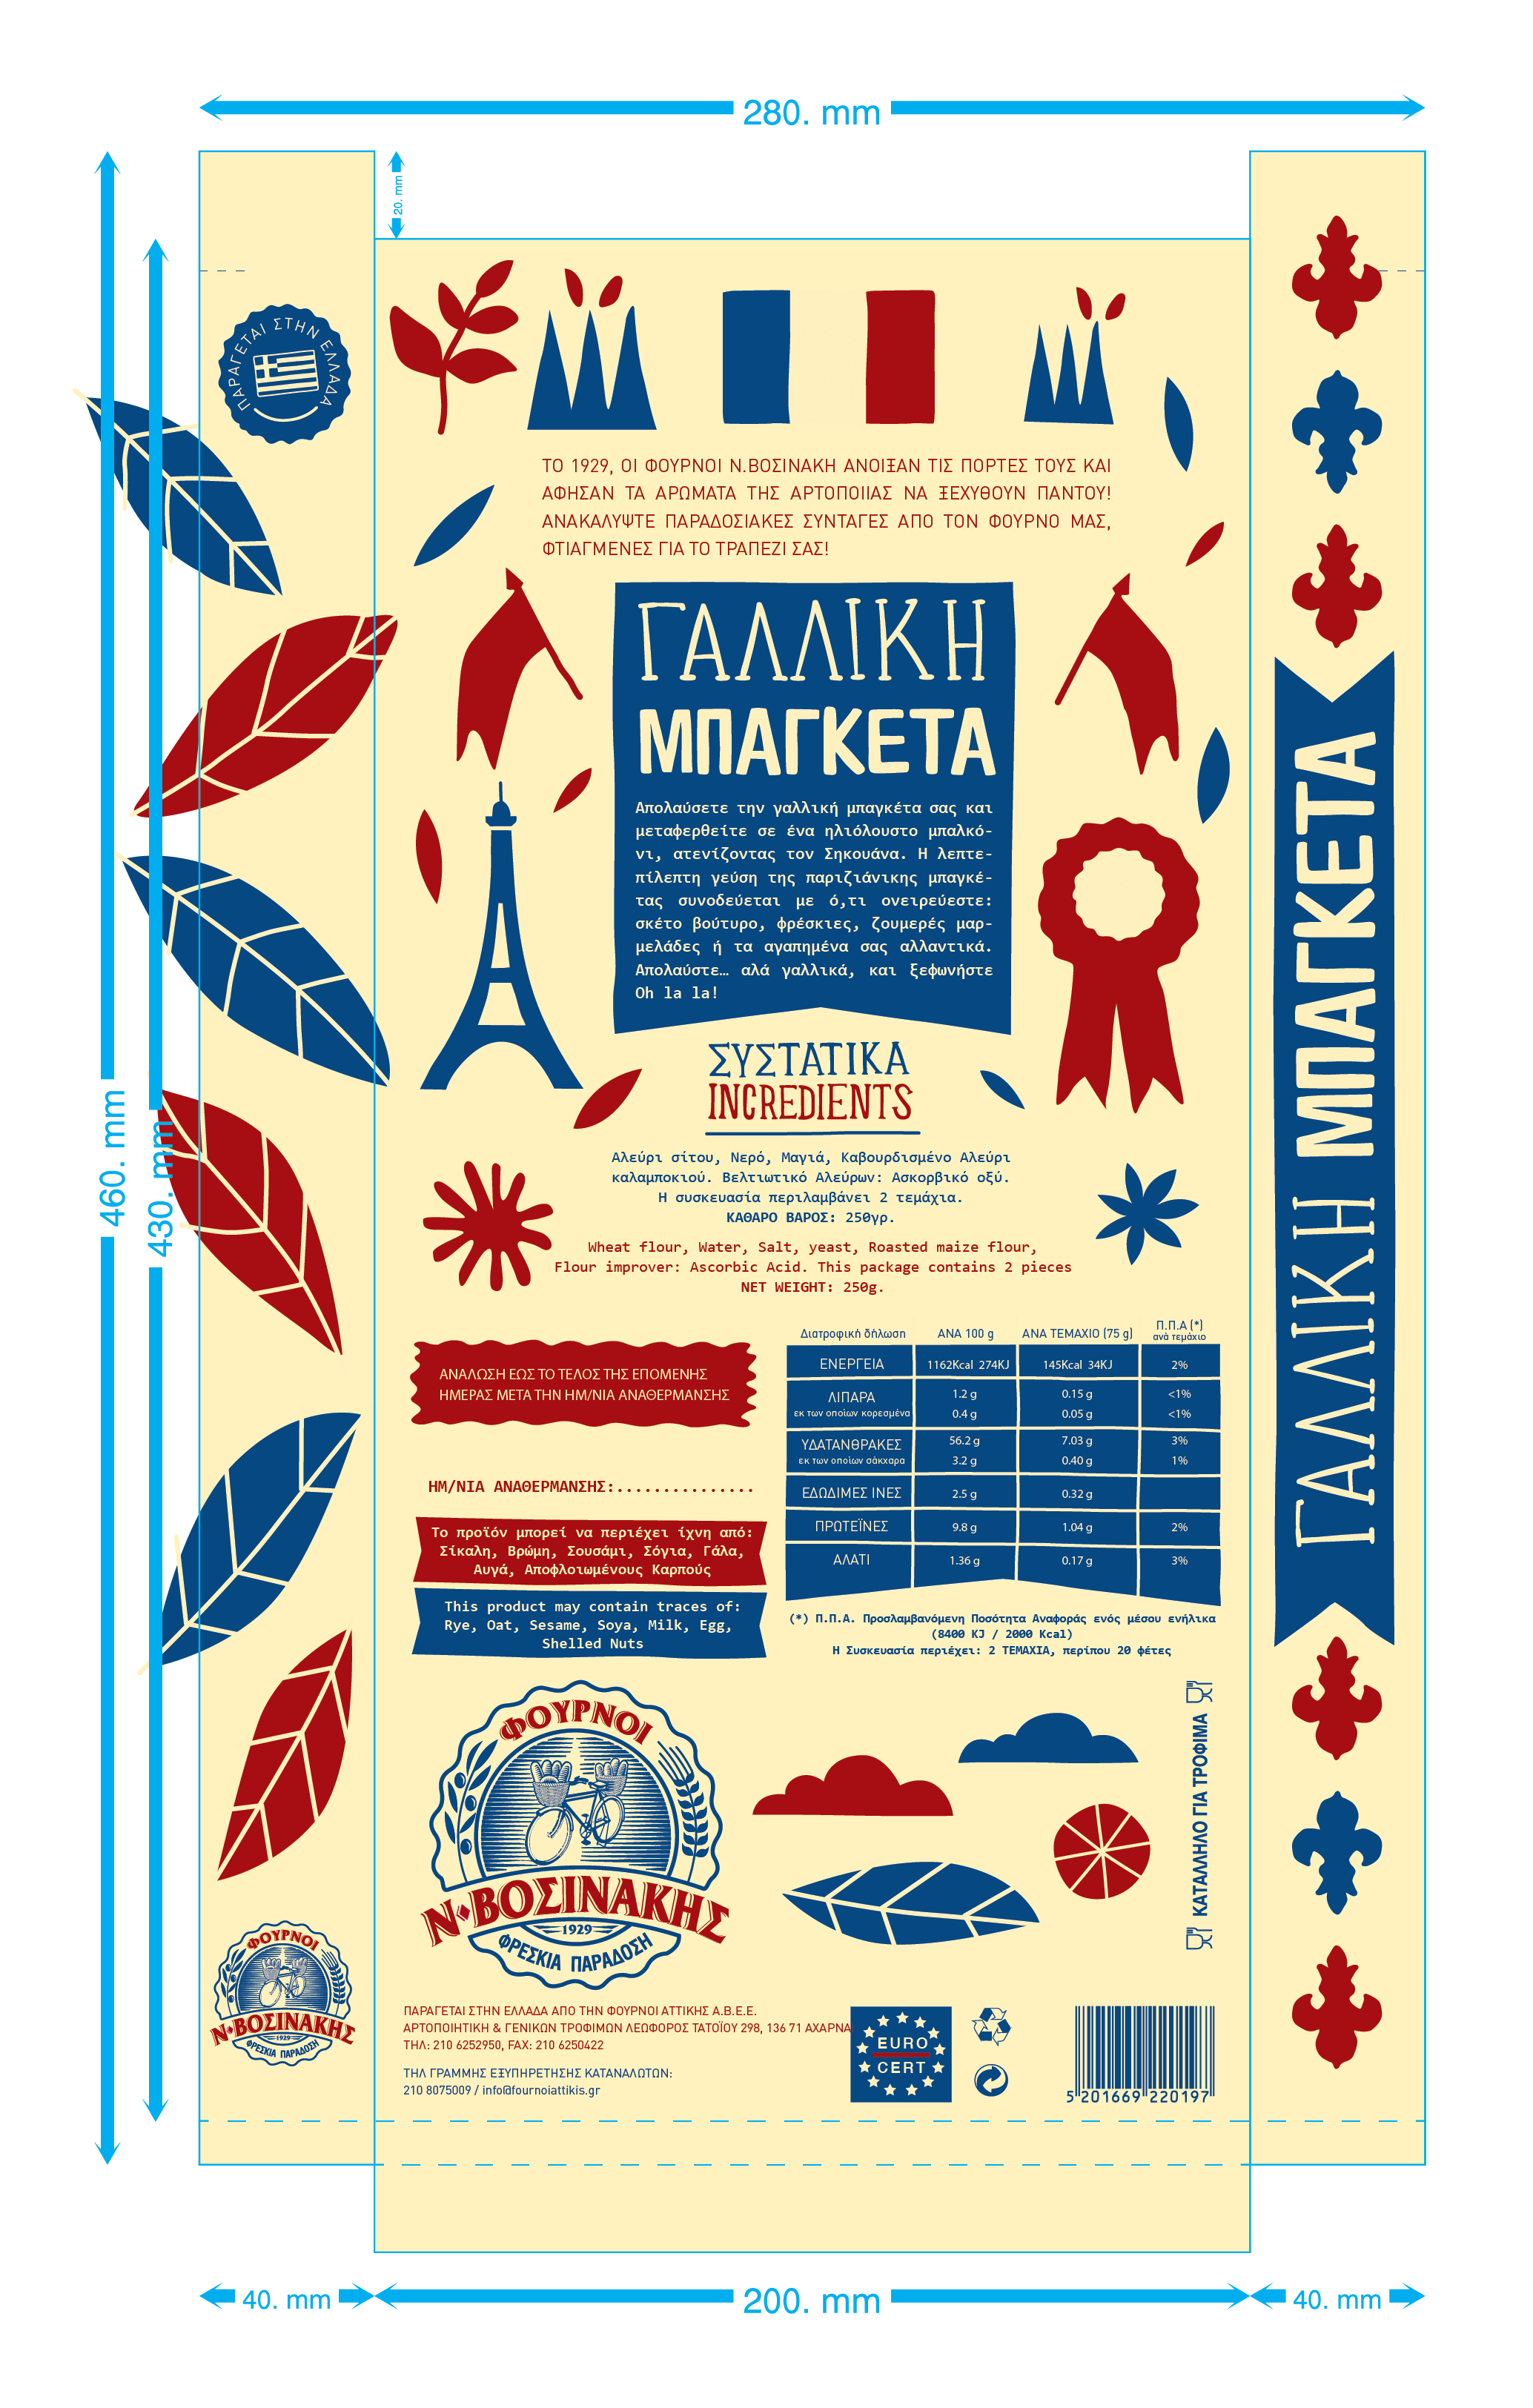 280. mm
20. mm
460. mm
430. mm
ΠΑΡΑΓΕΤΑΙ ΣΤΗΝ ΕΛΛΑΔΑ
ΤΟ 1929, ΟΙ ΦΟΥΡΝΟΙ Ν.ΒΟΣΙΝΑΚΗ ΑΝΟΙΞΑΝ ΤΙΣ ΠΟΡΤΕΣ ΤΟΥΣ ΚΑΙ
ΑΦΗΣΑΝ ΤΑ ΑΡΩΜΑΤΑ ΤΗΣ ΑΡΤΟΠΟΙΙΑΣ ΝΑ ΞΕΧΥΘΟΥΝ ΠΑΝΤΟΥ!
ΑΝΑΚΑΛΥΨΤΕ ΠΑΡΑΔΟΣΙΑΚΕΣ ΣΥΝΤΑΓΕΣ ΑΠΟ ΤΟΝ ΦΟΥΡΝΟ ΜΑΣ,
ΦΤΙΑΓΜΕΝΕΣ ΓΙΑ ΤΟ ΤΡΑΠΕΖΙ ΣΑΣ!
ΓΑΛΛΙΚΗ
ΜΠΑΓΚΕΤΑ
Απολαύσετε την γαλλική μπαγκέτα σας και
μεταφερθείτε σε ένα ηλιόλουστο μπαλκό-
νι, ατενίζοντας τον Σηκουάνα. Η λεπτε-
πίλεπτη γεύση της παριζιάνικης μπαγκέ-
τας συνοδεύεται με ό,τι ονειρεύεστε:
σκέτο βούτυρο, φρέσκιες, ζουμερές μαρ-
μελάδες ή τα αγαπημένα σας αλλαντικά.
Απολαύστε… αλά γαλλικά, και ξεφωνήστε
Oh la la!
ΣΥΣΤΑΤΙΚΑ
INGREDIENTS
Αλεύρι σίτου, Νερό, Μαγιά, Καβουρδισμένο Αλεύρι
καλαμποκιού. Βελτιωτικό Αλεύρων: Ασκορβικό οξύ.
Η συσκευασία περιλαμβάνει 2 τεμάχια.
ΚΑΘΑΡΟ ΒΑΡΟΣ: 250γρ.
Wheat flour, Water, Salt, yeast, Roasted maize flour,
Flour improver: Ascorbic Acid. This package contains 2 pieces
NET WEIGHT: 250g.
ΑΝΑΛΩΣΗ ΕΩΣ ΤΟ ΤΕΛΟΣ ΤΗΣ ΕΠΟΜΕΝΗΣ
ΗΜΕΡΑΣ ΜΕΤΑ ΤΗΝ ΗΜ/ΝΙΑ ΑΝΑΘΕΡΜΑΝΣΗΣ
ΗΜ/ΝΙΑ ΑΝΑΘΕΡΜΑΝΣΗΣ:...............
Το προϊόν μπορεί να περιέχει ίχνη από:
Σίκαλη, Βρώμη, Σουσάμι, Σόγια, Γάλα,
Αυγά, Αποφλοιωμένους Καρπούς
This product may contain traces of:
Rye, Oat, Sesame, Soya, Milk, Egg,
Shelled Nuts
Διατροφική δήλωση ΑΝΑ 100 g ΑΝΑ ΤΕΜΑΧΙΟ (75 g) Π.Π.Α (*)
ανά τεμάχιο
ΕΝΕΡΓΕΙΑ 1162Kcal 274KJ 145Kcal 34KJ 2%
ΛΙΠΑΡΑ 1.2 g 0.15 g <1%
εκ των οποίων κορεσμένα 0.4 g 0.05 g <1%
ΥΔΑΤΑΝΘΡΑΚΕΣ 56.2 g 7.03 g 3%
εκ των οποίων σάκχαρα 3.2 g 0.40 g 1%
ΕΔΩΔΙΜΕΣ ΙΝΕΣ 2.5 g 0.32 g
ΠΡΩΤΕΪΝΕΣ 9.8 g 1.04 g 2%
ΑΛΑΤΙ 1.36 g 0.17 g 3%
(*) Π.Π.Α. Προσλαμβανόμενη Ποσότητα Αναφοράς ενός μέσου ενήλικα
(8400 KJ / 2000 Kcal)
Η Συσκευασία περιέχει: 2 ΤΕΜΑΧΙΑ, περίπου 20 φέτες
ΦΟΥΡΝΟΙ
Ν·ΒΟΣΙΝΑΚΗΣ
1929
ΦΡΕΣΚΙΑ ΠΑΡΑΔΟΣΗ
ΚΑΤΑΛΛΗΛΟ ΓΙΑ ΤΡΟΦΙΜΑ
ΦΟΥΡΝΟΙ
Ν·ΒΟΣΙΝΑΚΗΣ
1929
ΦΡΕΣΚΙΑ ΠΑΡΑΔΟΣΗ
ΠΑΡΑΓΕΤΑΙ ΣΤΗΝ ΕΛΛΑΔΑ ΑΠΟ ΤΗΝ ΦΟΥΡΝΟΙ ΑΤΤΙΚΗΣ Α.Β.Ε.Ε.
ΑΡΤΟΠΟΙΗΤΙΚΗ & ΓΕΝΙΚΩΝ ΤΡΟΦΙΜΩΝ ΛΕΩΦΟΡΟΣ ΤΑΤΟΪΟΥ 298, 136 71 ΑΧΑΡΝΑ
ΤΗΛ: 210 6252950, FAX: 210 6250422
ΤΗΛ ΓΡΑΜΜΗΣ ΕΞΥΠΗΡΕΤΗΣΗΣ ΚΑΤΑΝΑΛΩΤΩΝ:
210 8075009 / info@fournoiattikis.gr
EURO
CERT
5 201669 220197
ΓΑΛΛΙΚΗ ΜΠΑΓΚΕΤΑ
40. mm
200. mm
40. mm